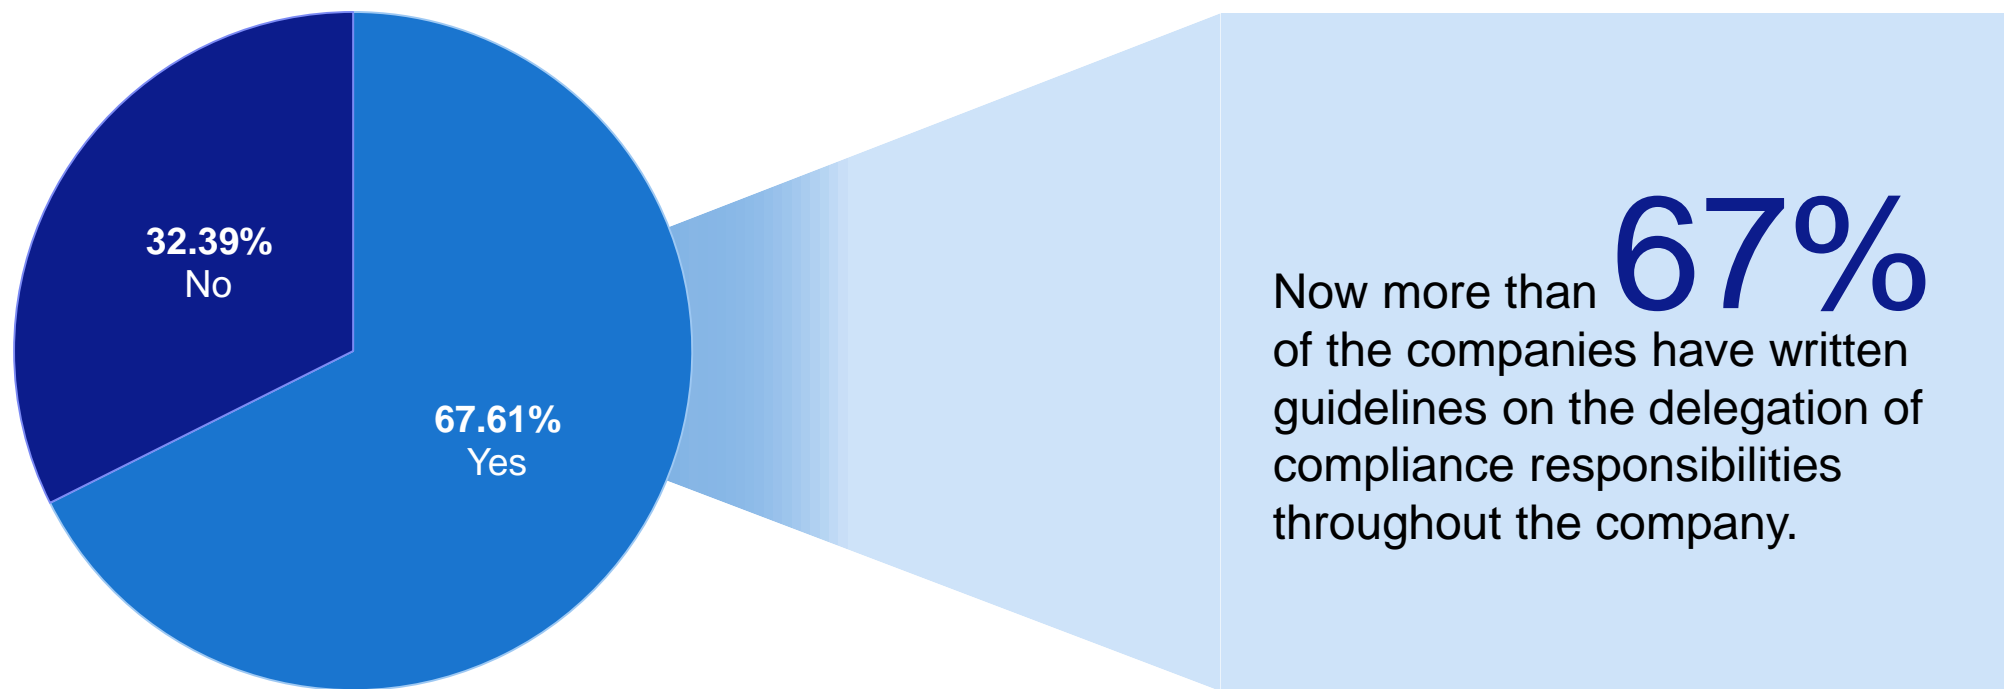 32.39%
No
67.61%
Yes
Now more than 67%
of the companies have written
guidelines on the delegation of
compliance responsibilities
throughout the company.